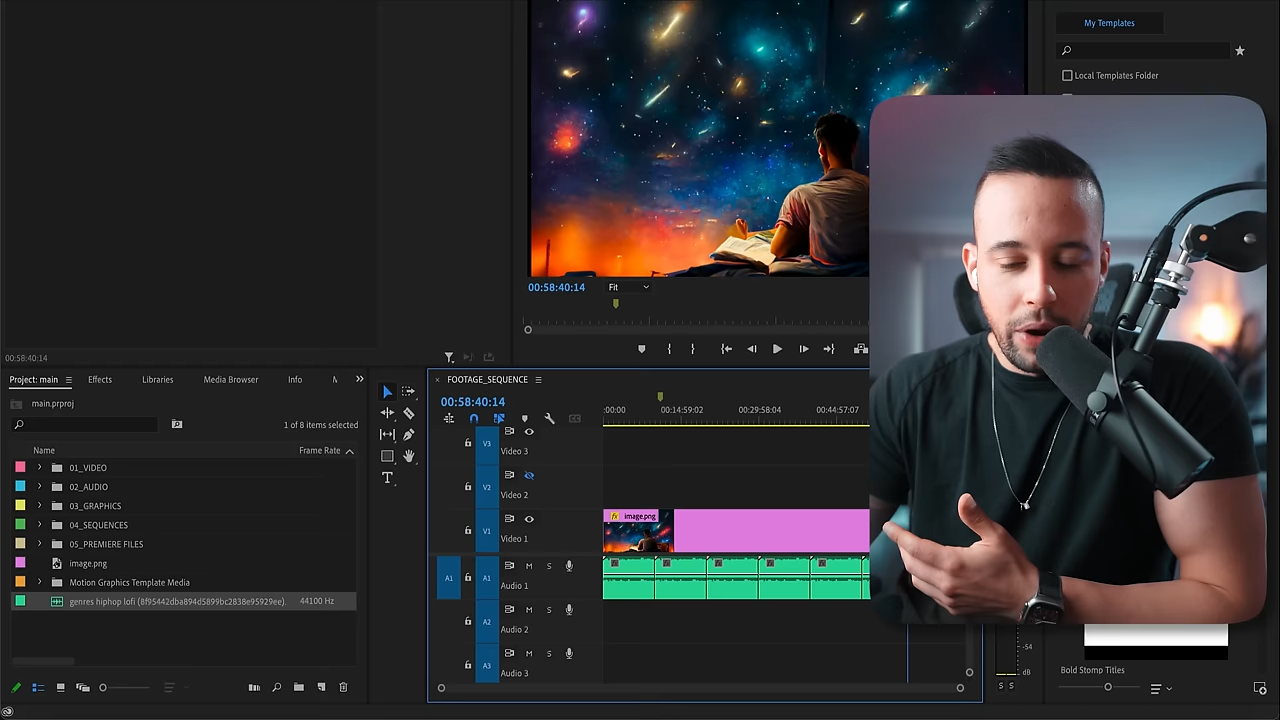 My Templates
Local Templates Folder
00:58:40:14
Fit
00:58:40:14
Project: main
Effects
Libraries
Media Browser
Info
M
FOOTAGE_SEQUENCE
main.prproj
00:58:40:14
:00:00
00:14:59:02
00:29:58:04
00:44:57:07
1 of 8 items selected
Name
Frame Rate
01_VIDEO
02_AUDIO
03_GRAPHICS
04_SEQUENCES
05_PREMIERE FILES
image.png
Motion Graphics Template Media
genres hiphop lofi (8f95442dba894d5899bc2838e95929ee).
44100 Hz
V3
Video 3
V2
Video 2
V1
Video 1
fx image.png
A1
A1
M
S
Audio 1
A2
M
S
Audio 2
A3
M
S
Audio 3
-54
dB
S S
Bold Stomp Titles